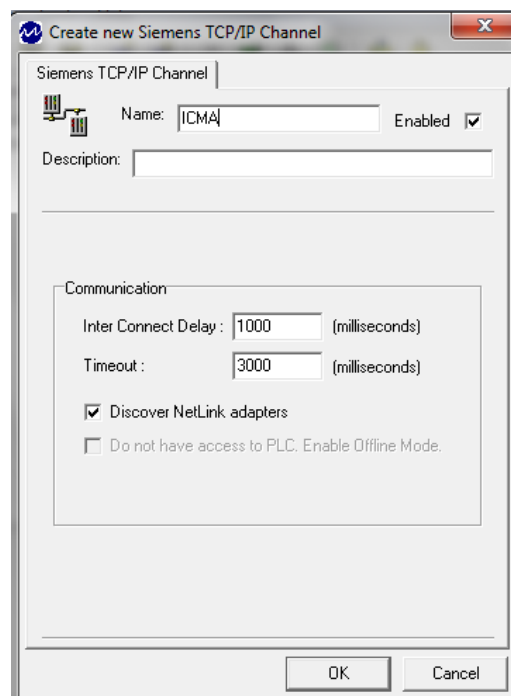 Create new Siemens TCP/IP Channel
Siemens TCP/IP Channel
Name: ICMA Enabled
Description:
Communication
Inter Connect Delay : 1000 (milliseconds)
Timeout : 3000 (milliseconds)
Discover NetLink adapters
Do not have access to PLC. Enable Offline Mode.
OK Cancel